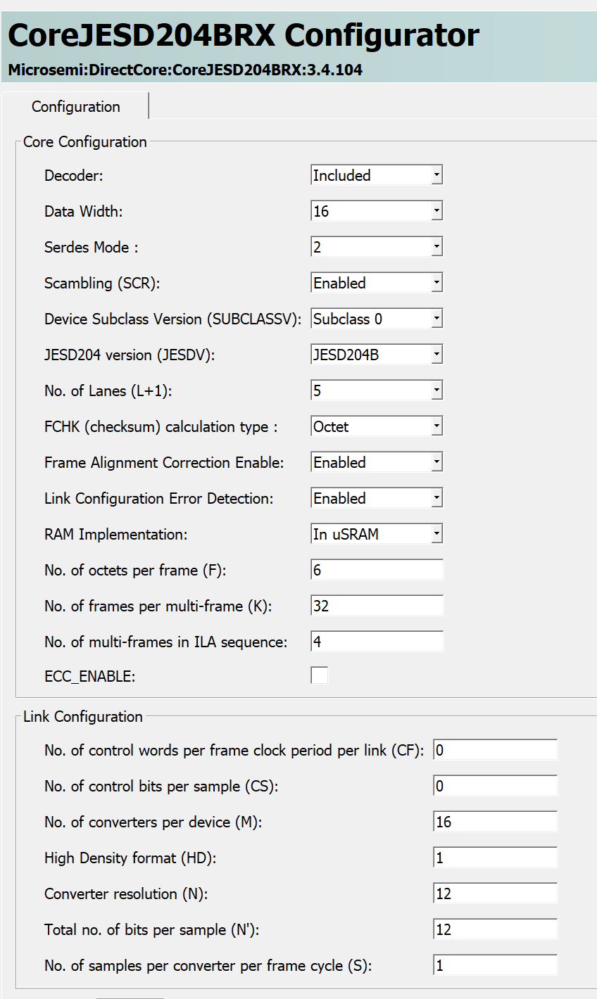 CoreJESD204BRX Configurator
Microsemi:DirectCore:CoreJESD204BRX:3.4.104
Configuration
Core Configuration
Decoder: Included
Data Width: 16
Serdes Mode : 2
Scambling (SCR): Enabled
Device Subclass Version (SUBCLASSV): Subclass 0
JESD204 version (JESDV): JESD204B
No. of Lanes (L+1): 5
FCHK (checksum) calculation type : Octet
Frame Alignment Correction Enable: Enabled
Link Configuration Error Detection: Enabled
RAM Implementation: In uSRAM
No. of octets per frame (F): 6
No. of frames per multi-frame (K): 32
No. of multi-frames in ILA sequence: 4
ECC_ENABLE:
Link Configuration
No. of control words per frame clock period per link (CF): 0
No. of control bits per sample (CS): 0
No. of converters per device (M): 16
High Density format (HD): 1
Converter resolution (N): 12
Total no. of bits per sample (N'): 12
No. of samples per converter per frame cycle (S): 1